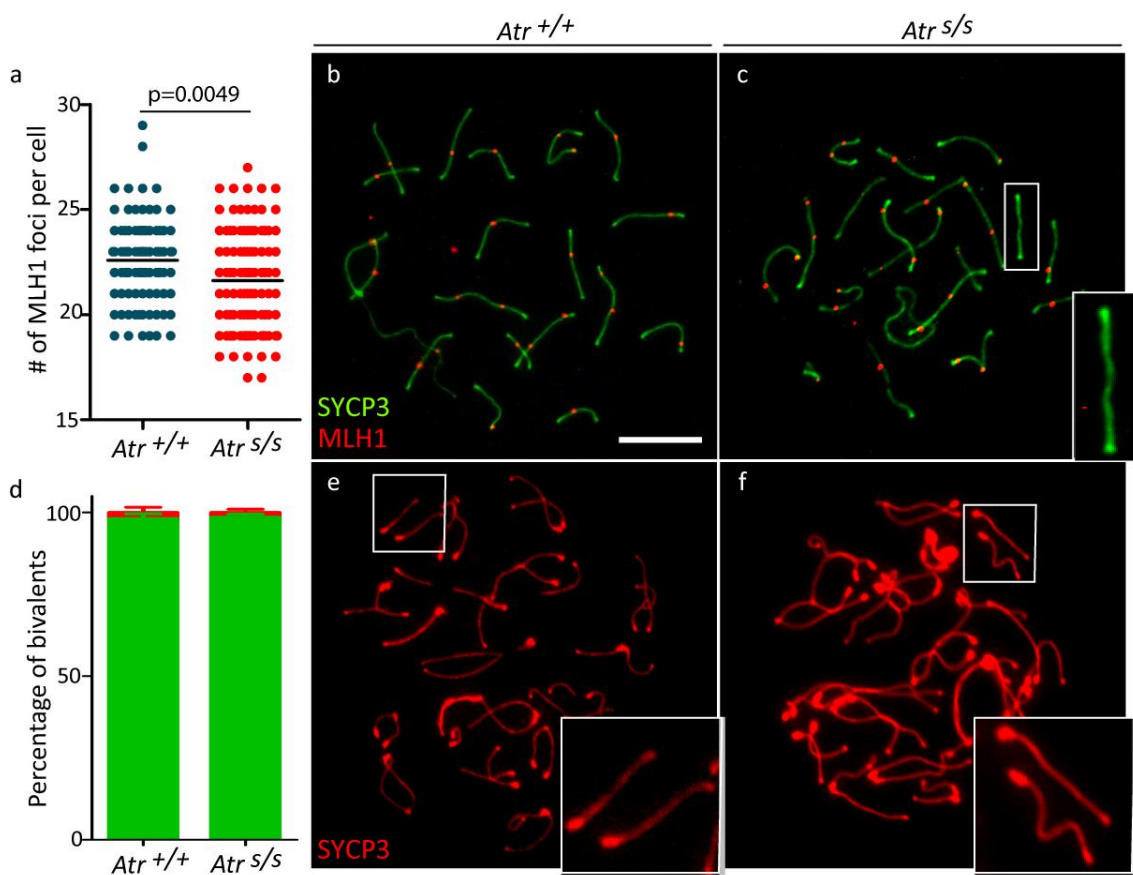 Atr +/+
Atr s/s
a
p=0.0049
# of MLH1 foci per cell
30
25
20
15
Atr +/+
Atr s/s
b
SYCP3
MLH1
c
d
Percentage of bivalents
100
50
0
Atr +/+
Atr s/s
e
SYCP3
f